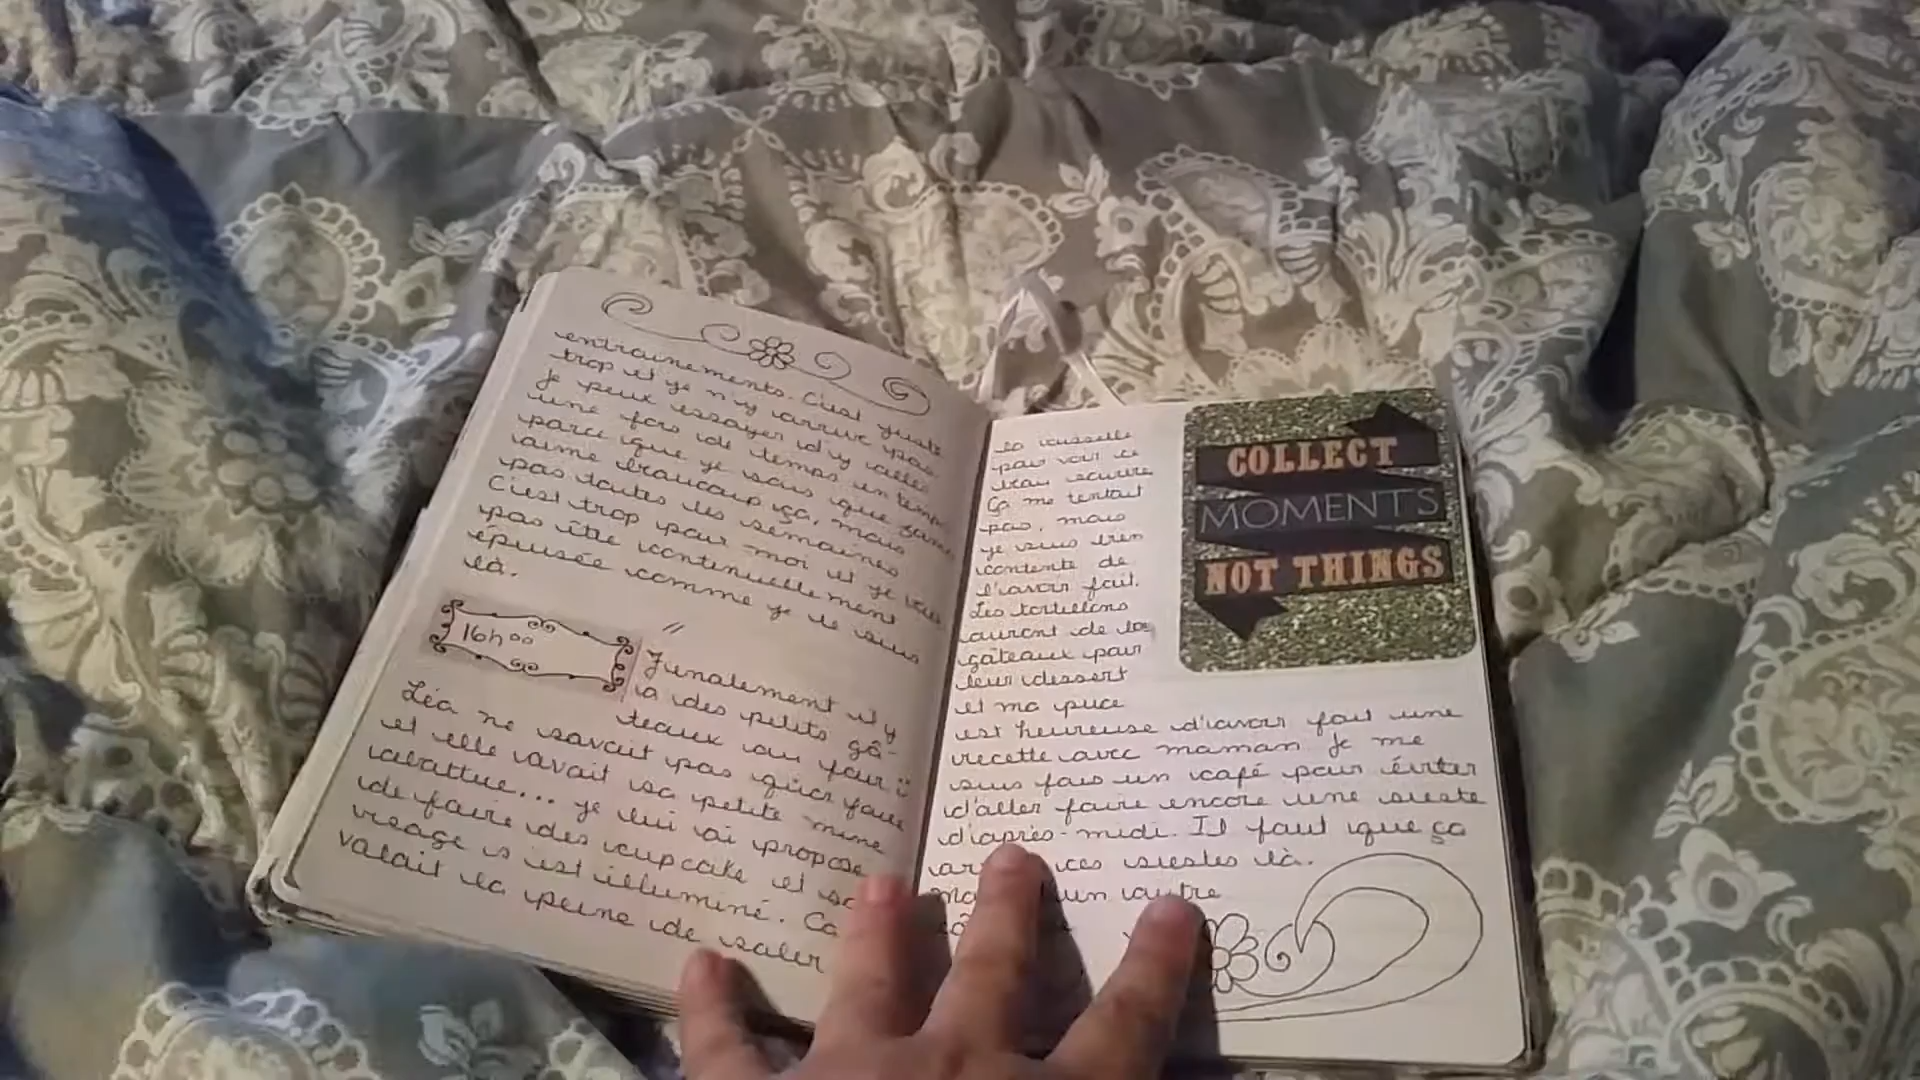 entrainements. C'est juste
trop et je n'y arrive pas.
Je peux essayer d'y aller
une fois de temps en temps
parce que je sais que
aime beaucoup ça, mais
pas toutes les semaines
C'est trop pour moi et je veux
pas être continuellement
épuisée comme je le suis
là.
16h00
Finalement il y
a des petits gâ-
teaux au four
Léa ne savait pas quoi faire
et elle avait sa petite mine
abattue... je lui ai propose
de faire des cupcake et son
visage s'est illuminé. Ca
valait la peine de saler
la vaisselle
pour voir ce
beau sourire
Ça me tentait
pas, mais
je suis bien
contente de
l'avoir fait.
Les tortillons
auront de bons
gâteaux pour
leur dessert
et ma puce
est heureuse d'avoir fait une
recette avec maman. Je me
suis fais un café pour éviter
d'aller faire encore une sieste
d'après-midi. Il faut que ça
ces siestes là.
un autre
COLLECT
MOMENTS
NOT THINGS